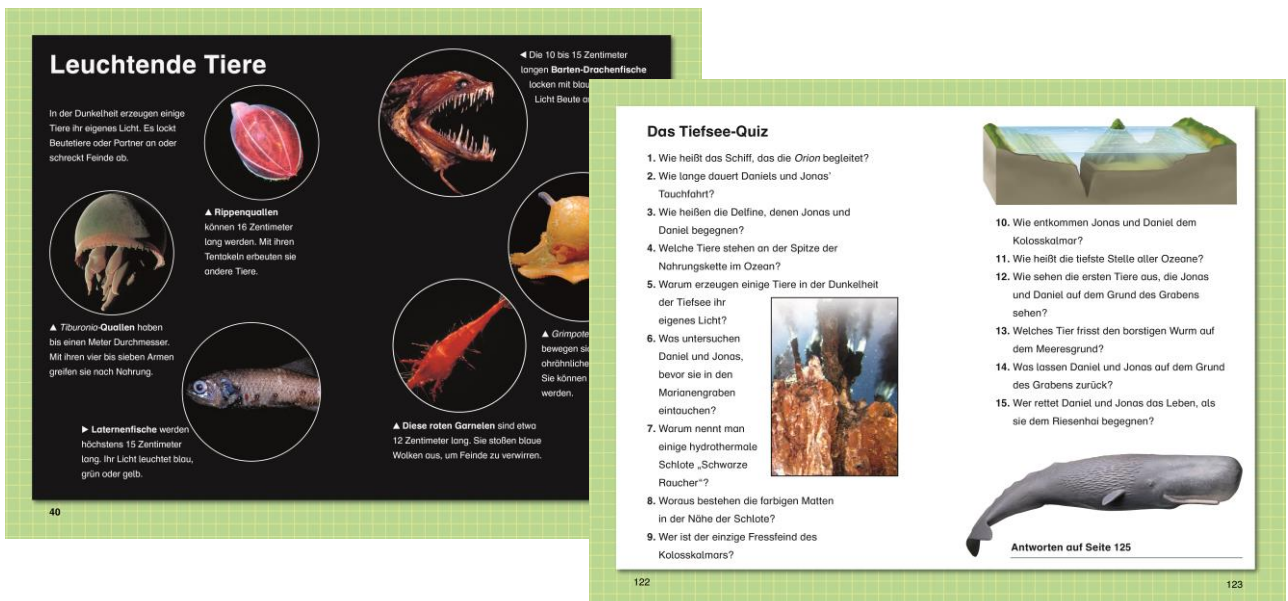 Leuchtende Tiere
In der Dunkelheit erzeugen einige
Tiere ihr eigenes Licht. Es lockt
Beutetiere oder Partner an oder
schreckt Feinde ab.
▲ Rippenquallen
können 16 Zentimeter
lang werden. Mit ihren
Tentakeln erbeuten sie
andere Tiere.
▲ Tiburonia-Quallen haben
bis einen Meter Durchmesser.
Mit ihren vier bis sieben Armen
greifen sie nach Nahrung.
▶ Laternenfische werden
höchstens 15 Zentimeter
lang. Ihr Licht leuchtet blau,
grün oder gelb.
◀ Die 10 bis 15 Zentimeter
langen Barten-Drachenfische
locken mit
Licht Beute
▲
bewegen
Sie können
werden.
▲ Diese roten Garnelen sind etwa
12 Zentimeter lang. Sie stoßen blaue
Wolken aus, um Feinde zu verwirren.
40
Das Tiefsee-Quiz
1. Wie heißt das Schiff, das die Orion begleitet?
2. Wie lange dauert Daniels und Jonas'
Tauchfahrt?
3. Wie heißen die Delfine, denen Jonas und
Daniel begegnen?
4. Welche Tiere stehen an der Spitze der
Nahrungskette im Ozean?
5. Warum erzeugen einige Tiere in der Dunkelheit
der Tiefsee ihr
eigenes Licht?
6. Was untersuchen
Daniel und Jonas,
bevor sie in den
Marianengraben
eintauchen?
7. Warum nennt man
einige hydrothermale
Schlote „Schwarze
Raucher“?
8. Woraus bestehen die farbigen Matten
in der Nähe der Schlote?
9. Wer ist der einzige Fressfeind des
Kolosskalmars?
122
10. Wie entkommen Jonas und Daniel dem
Kolosskalmar?
11. Wie heißt die tiefste Stelle aller Ozeane?
12. Wie sehen die ersten Tiere aus, die Jonas
und Daniel auf dem Grund des Grabens
sehen?
13. Welches Tier frisst den borstigen Wurm auf
dem Meeresgrund?
14. Was lassen Daniel und Jonas auf dem Grund
des Grabens zurück?
15. Wer rettet Daniel und Jonas das Leben, als
sie dem Riesenhai begegnen?
Antworten auf Seite 125
123